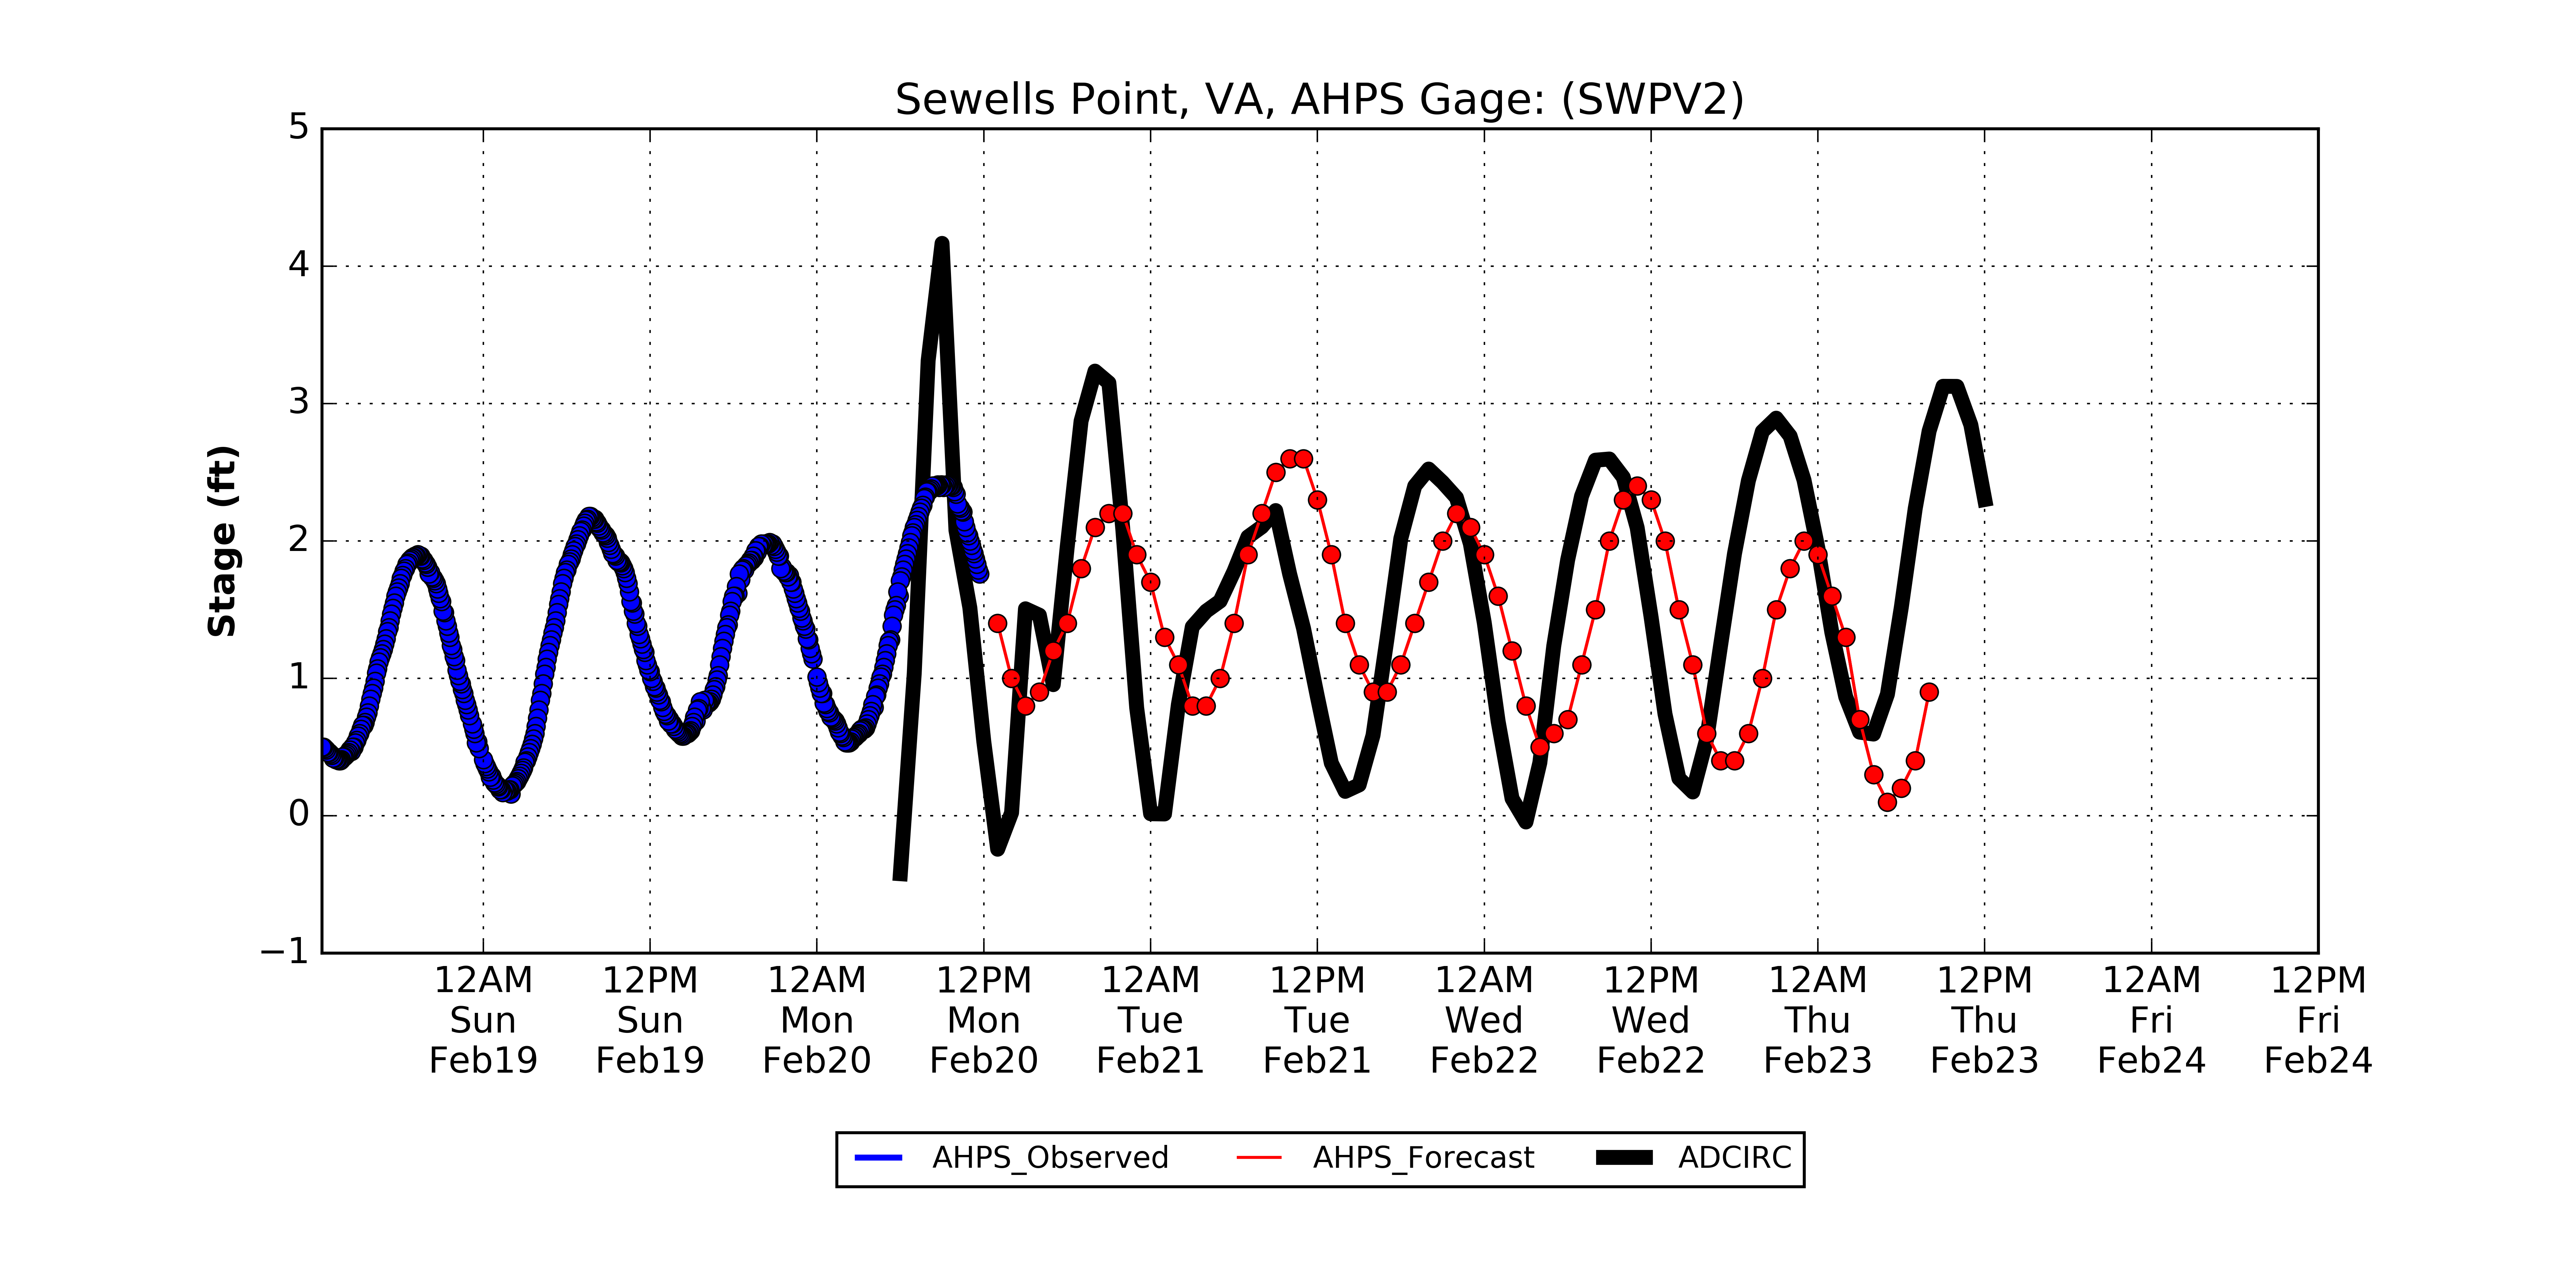 Sewells Point, VA, AHPS Gage: (SWPV2)
Stage (ft)
5
4
3
2
1
0
−1
12AM 12PM 12AM 12PM 12AM 12PM 12AM 12PM 12AM 12PM 12AM 12PM
Sun Sun Mon Mon Tue Tue Wed Wed Thu Thu Fri Fri
Feb19 Feb19 Feb20 Feb20 Feb21 Feb21 Feb22 Feb22 Feb23 Feb23 Feb24 Feb24
AHPS_Observed AHPS_Forecast ADCIRC